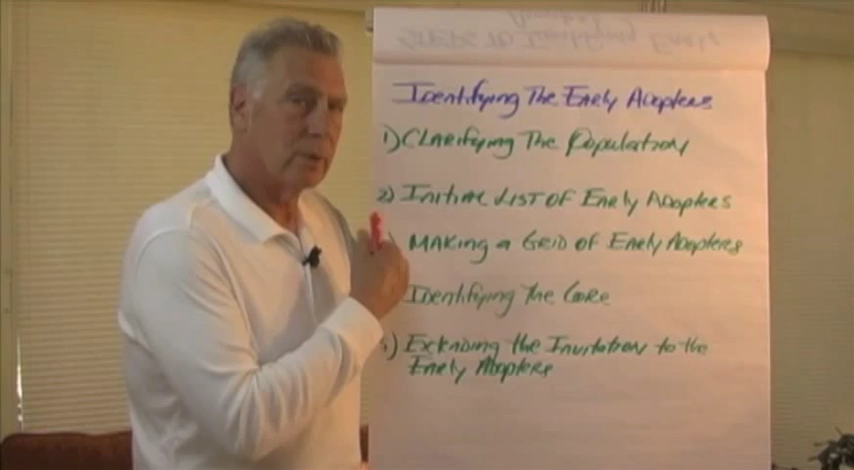 Identifying The Early Adopters
1) Clarifying The Population
2) Initial List of Early Adopters
Making a Grid of Early Adopters
Identifying The Core
) Extending the Invitation to the
Early Adopters